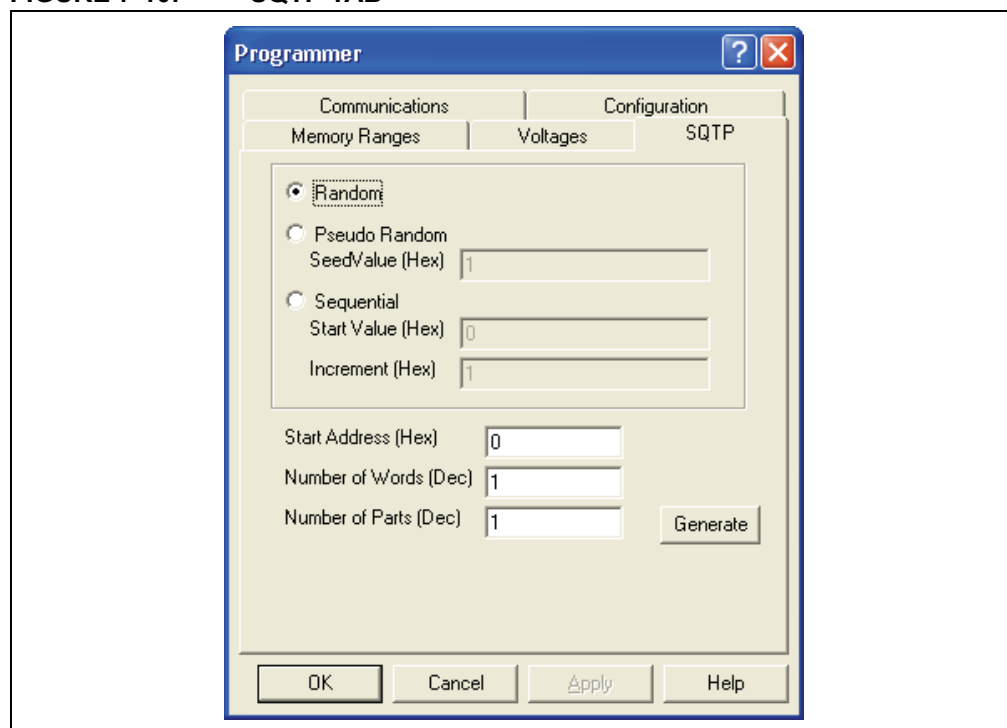 Programmer
Communications Configuration
Memory Ranges Voltages SQTP
Random
Pseudo Random
SeedValue (Hex) 1
Sequential
Start Value (Hex) 0
Increment (Hex) 1
Start Address (Hex) 0
Number of Words (Dec) 1
Number of Parts (Dec) 1
Generate
OK Cancel Apply Help